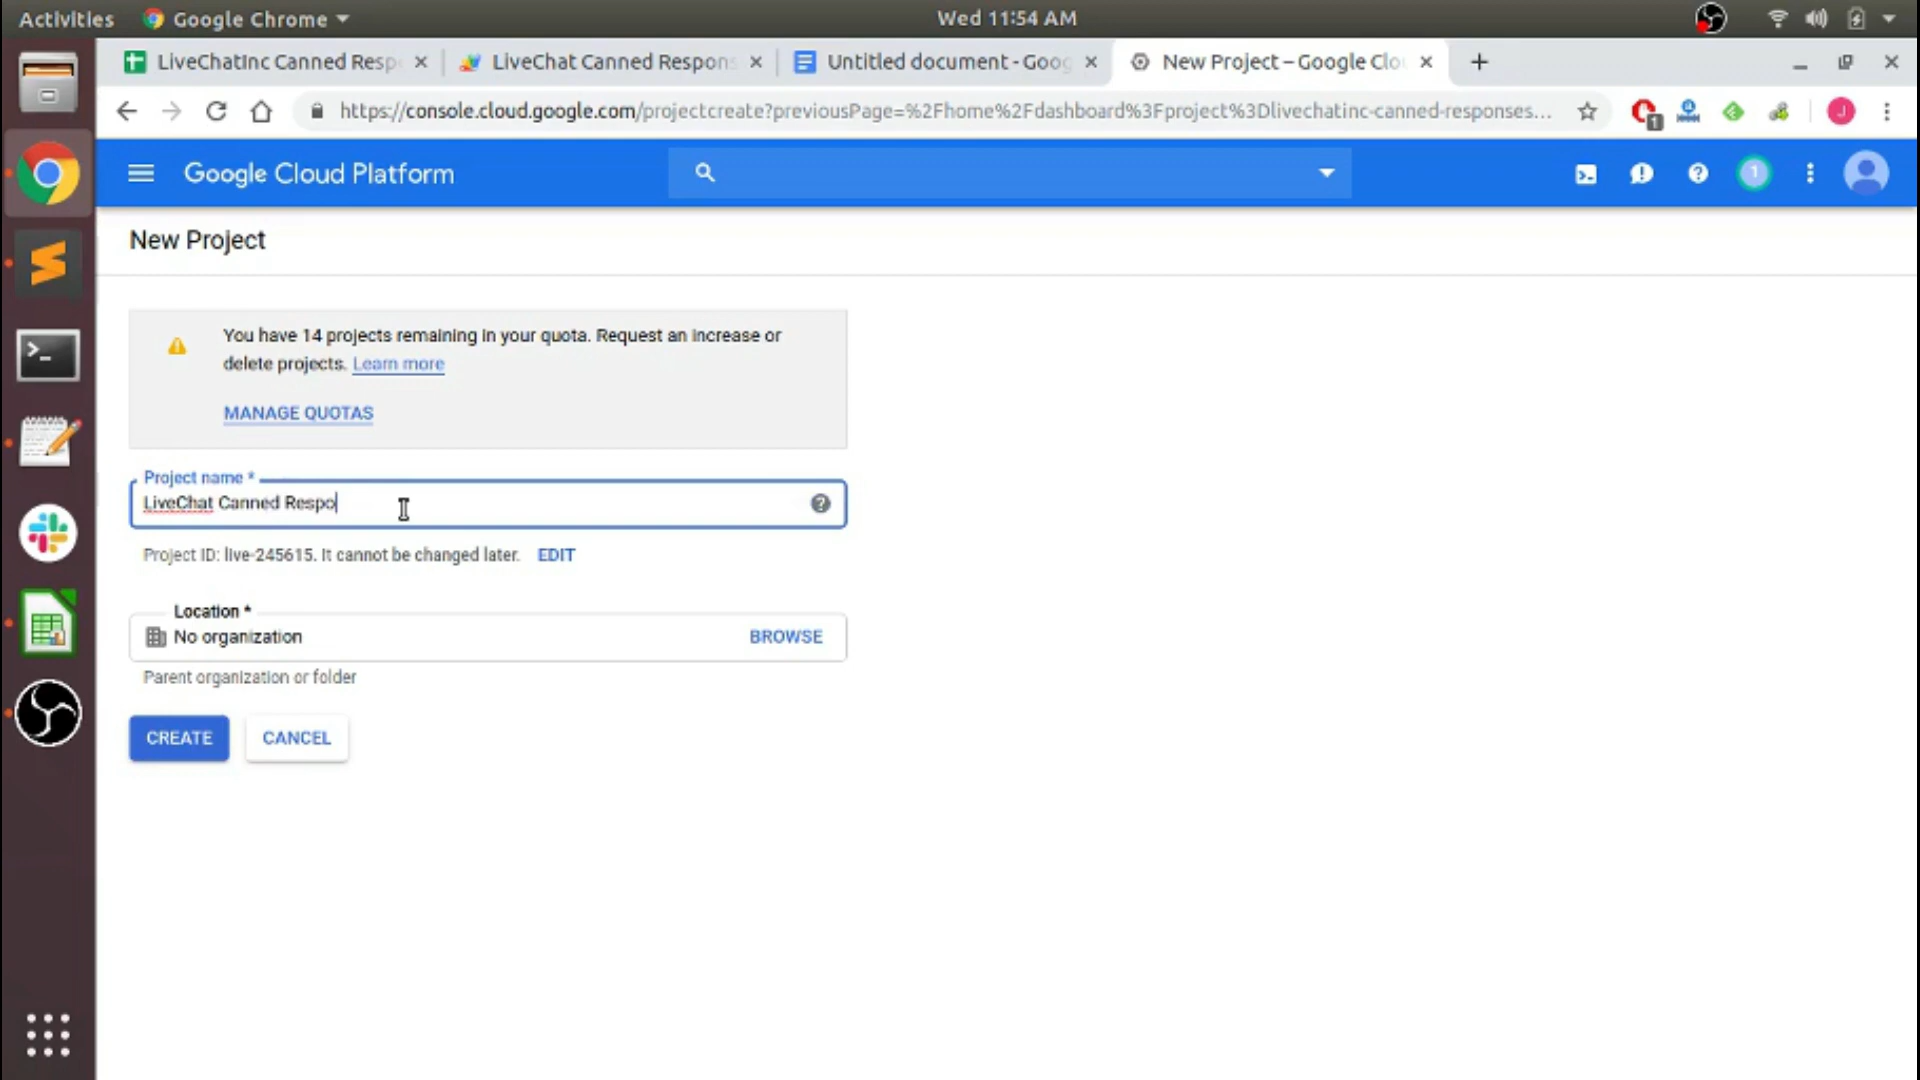 Activities
Google Chrome
Wed 11:54 AM
LiveChatInc Canned Resp
LiveChat Canned Respon
Untitled document - Goog
New Project – Google Clo
https://console.cloud.google.com/projectcreate?previousPage=%2Fhome%2Fdashboard%3Fproject%3Dlivechatinc-canned-responses...
1
J
Google Cloud Platform
1
New Project
You have 14 projects remaining in your quota. Request an increase or
delete projects. Learn more
MANAGE QUOTAS
Project name *
LiveChat Canned Respo
Project ID: live-245615. It cannot be changed later. EDIT
Location *
No organization
BROWSE
Parent organization or folder
CREATE
CANCEL